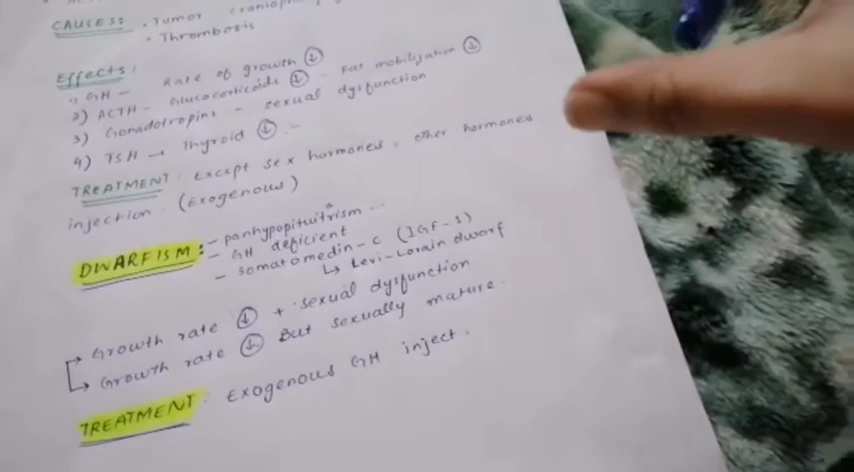 CAUSESS • Tumor
• Thrombosis
Effects:
1) GH - Rate of growth ↓
2) ACTH - Glucocorticoids ↓ - Fat mobilization ↓
3) Gonadotropins - sexual dysfunction
4) TSH → Thyroid ↓ -
TREATMENT: Except sex hormones, other hormones
injection. (Exogenous)
DWARFISM: - panhypopituitrism ...
- GH deficient
- somatomedin-C (IGF-1)
↳ Levi-Lorain dwarf
→ Growth rate ↓ + sexual dysfunction
→ Growth rate ↓ But sexually mature.
TREATMENT: Exogenous GH inject.